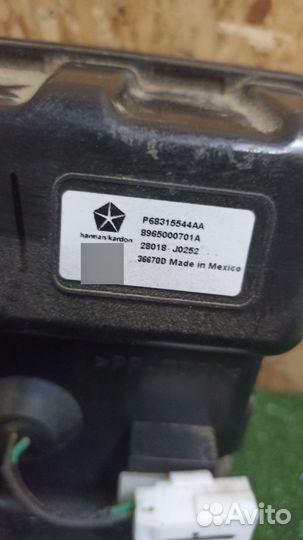 P68315544AA
harman/kardon
8965000701A
28018 J0252
36670D Made in Mexico
Avito